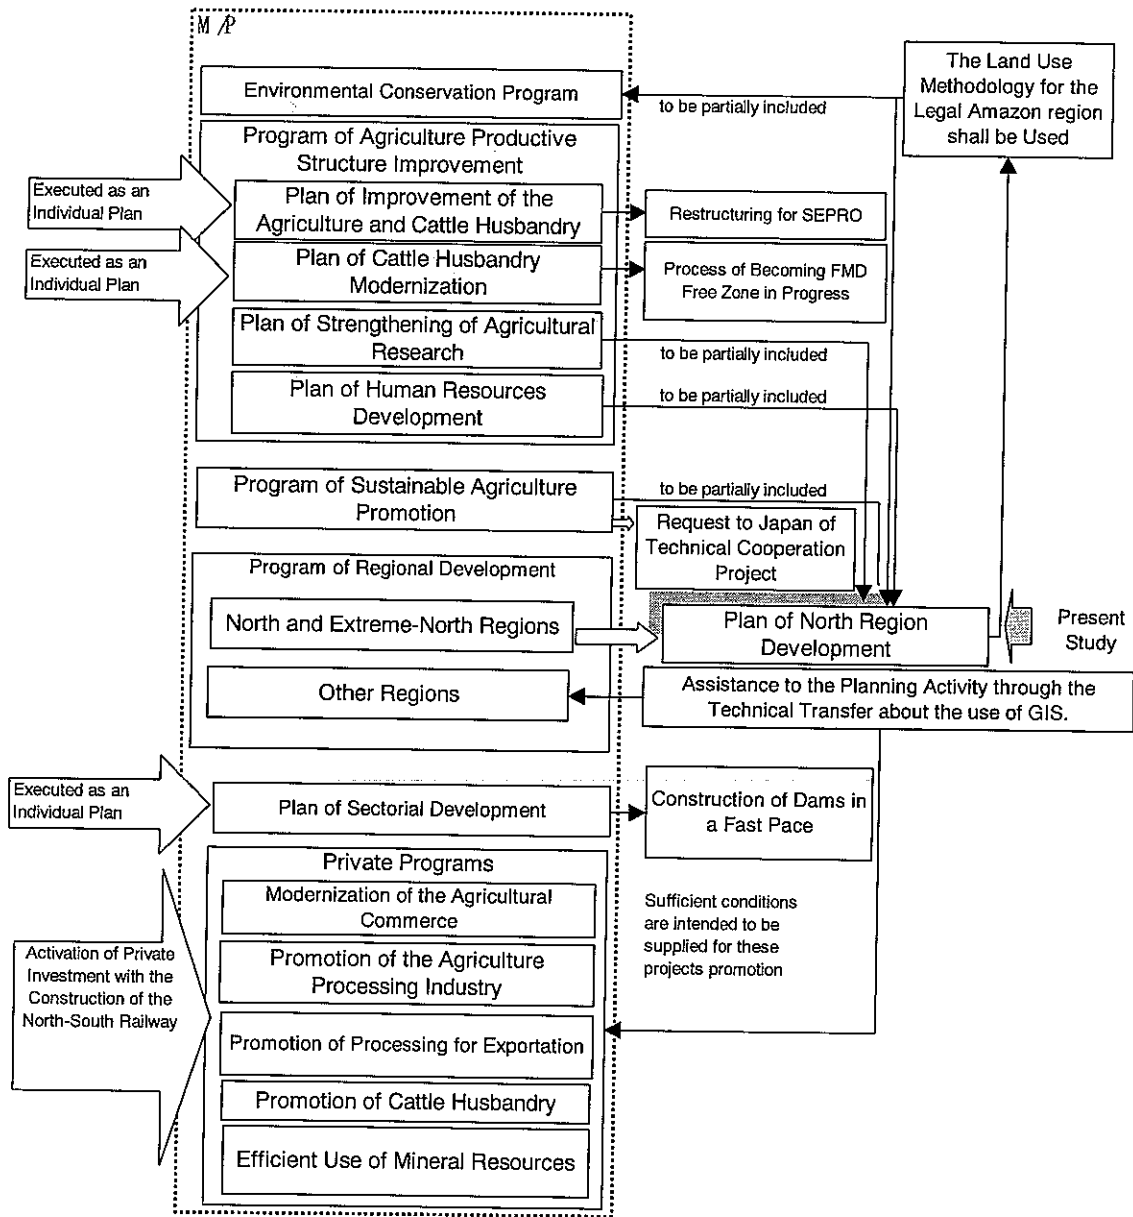 M/P
The Land Use
Methodology for the
Legal Amazon region
shall be Used
Environmental Conservation Program
to be partially included
Program of Agriculture Productive
Structure Improvement
Executed as an
Individual Plan
Plan of Improvement of the
Agriculture and Cattle Husbandry
Restructuring for SEPRO
Executed as an
Individual Plan
Plan of Cattle Husbandry
Modernization
Process of Becoming FMD
Free Zone in Progress
Plan of Strengthening of Agricultural
Research
to be partially included
Plan of Human Resources
Development
to be partially included
Program of Sustainable Agriculture
Promotion
to be partially included
Request to Japan of
Technical Cooperation
Project
Program of Regional Development
North and Extreme-North Regions
Plan of North Region
Development
Present
Study
Other Regions
Assistance to the Planning Activity through the
Technical Transfer about the use of GIS.
Executed as an
Individual Plan
Plan of Sectorial Development
Construction of Dams in
a Fast Pace
Private Programs
Modernization of the Agricultural
Commerce
Sufficient conditions
are intended to be
supplied for these
projects promotion
Activation of Private
Investment with the
Construction of the
North-South Railway
Promotion of the Agriculture
Processing Industry
Promotion of Processing for Exportation
Promotion of Cattle Husbandry
Efficient Use of Mineral Resources